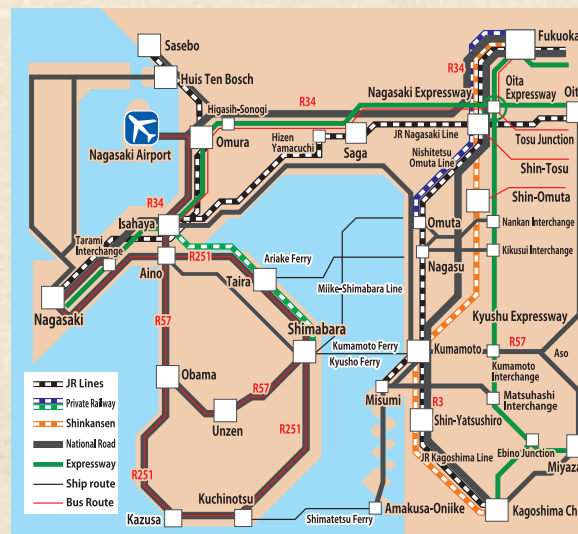 Sasebo
Fukuoka
Huis Ten Bosch
R34
Nagasaki Expressway
Oita
Expressway
R34
Oit
Higasih-Sonogi
Nagasaki Airport
Omura
Hizen
Yamacuchi
Saga
JR Nagasaki Line
Tosu Junction
Nishitetsu
Omuta Line
Shin-Tosu
Shin-Omuta
R34
Isahaya
Omuta
Nankan Interchange
Tarami
Interchange
Aino
R251
Ariake Ferry
Nagasu
Kikusui Interchange
Taira
Miike-Shimabara Line
Nagasaki
R57
Shimabara
Kyushu Expressway
Kumamoto Ferry
Kyusho Ferry
Kumamoto
R57
Kumamoto
Interchange
Aso
Obama
R57
Misumi
R3
Matsuhashi
Interchange
Unzen
R251
Shin-Yatsushiro
Ebino Junction
JR Kagoshima Line
Miyaza
R251
Kuchinotsu
Kazusa
Shimatetsu Ferry
Amakusa-Oniike
Kagoshima Ch
JR Lines
Private Railway
Shinkansen
National Road
Expressway
Ship route
Bus Route